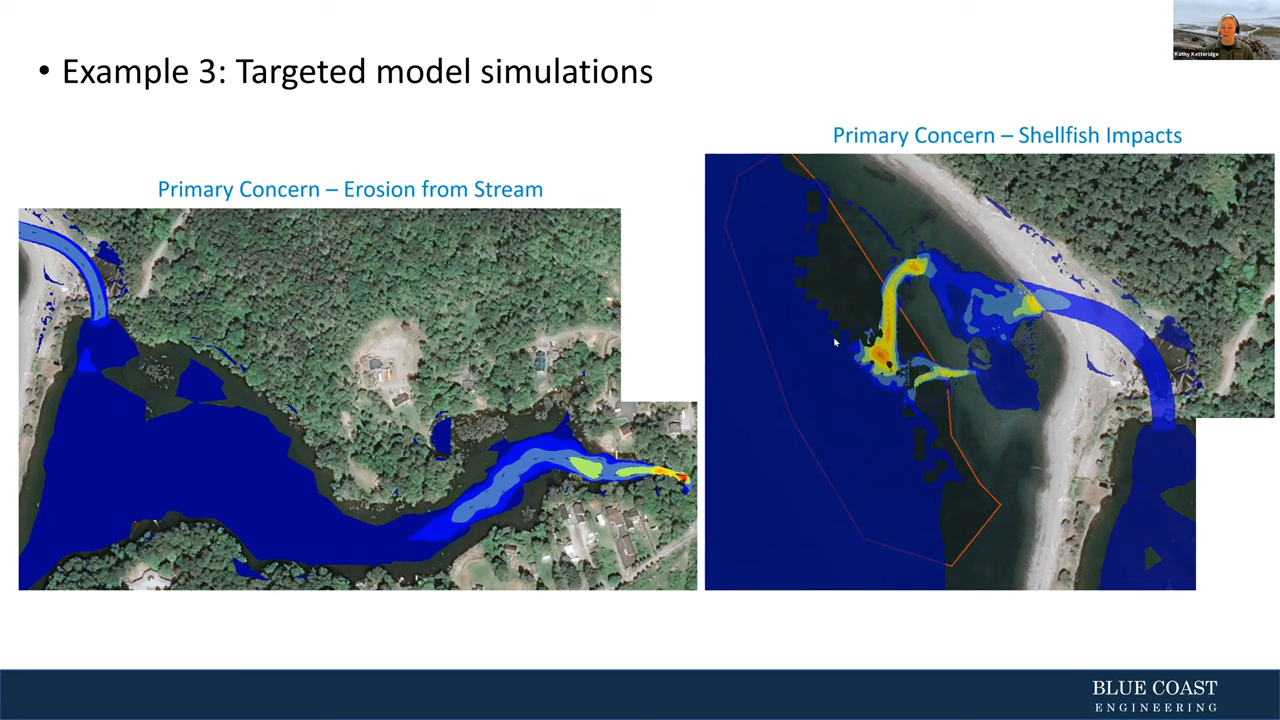 • Example 3: Targeted model simulations
Kathy Ketteridge
Primary Concern – Shellfish Impacts
Primary Concern – Erosion from Stream
BLUE COAST
ENGINEERING